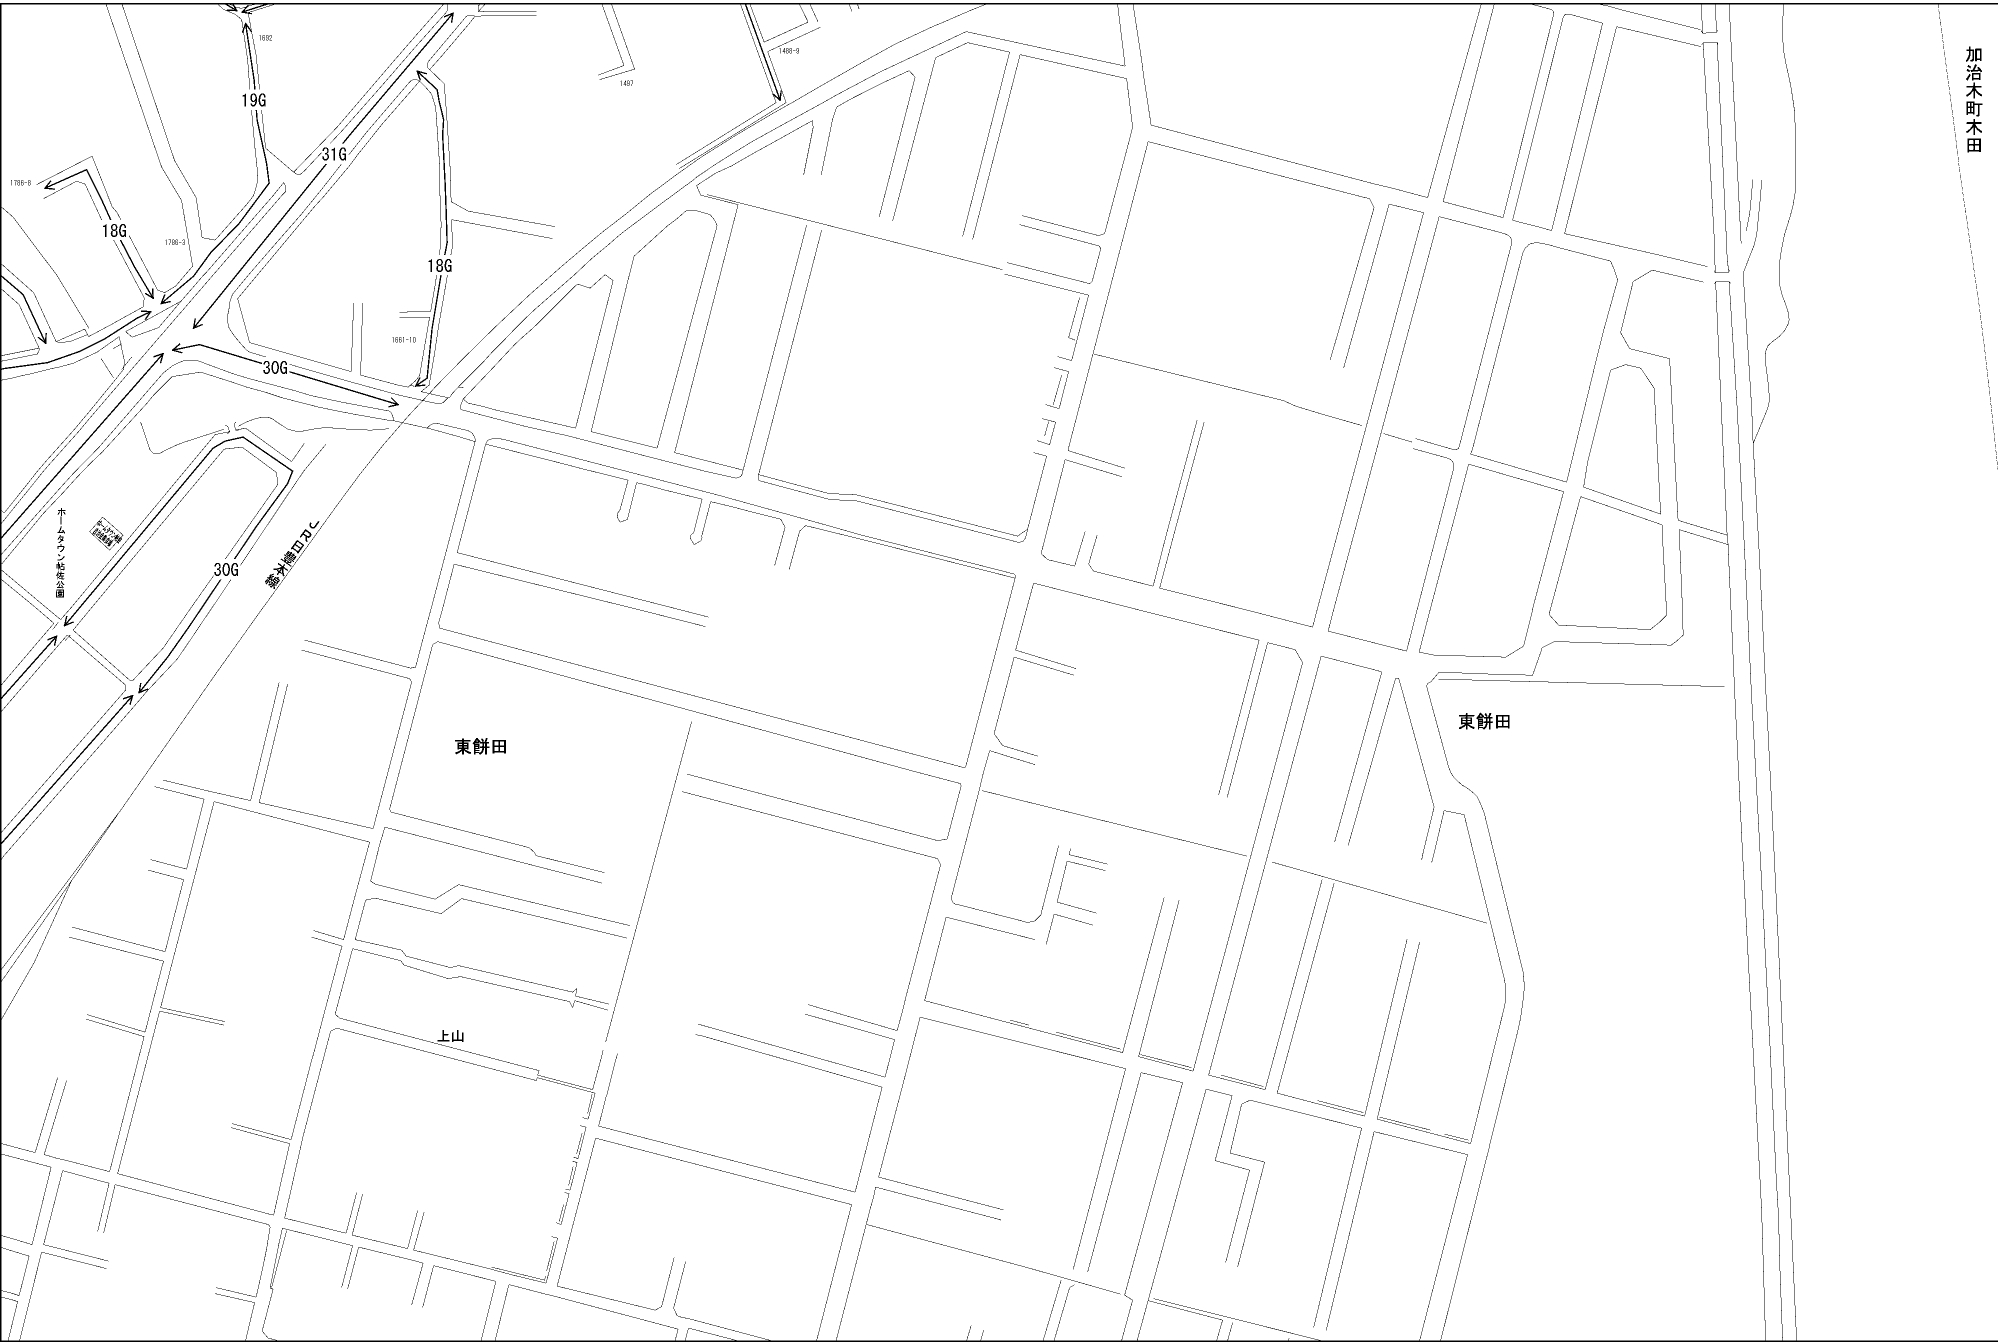 1692
加治木町木田
1488-9
1497
19G
31G
1786-8
18G
1786-3
18G
1661-10
30G
ホームタウン帖佐公園
JR日豊本線
30G
東餅田
東餅田
上山